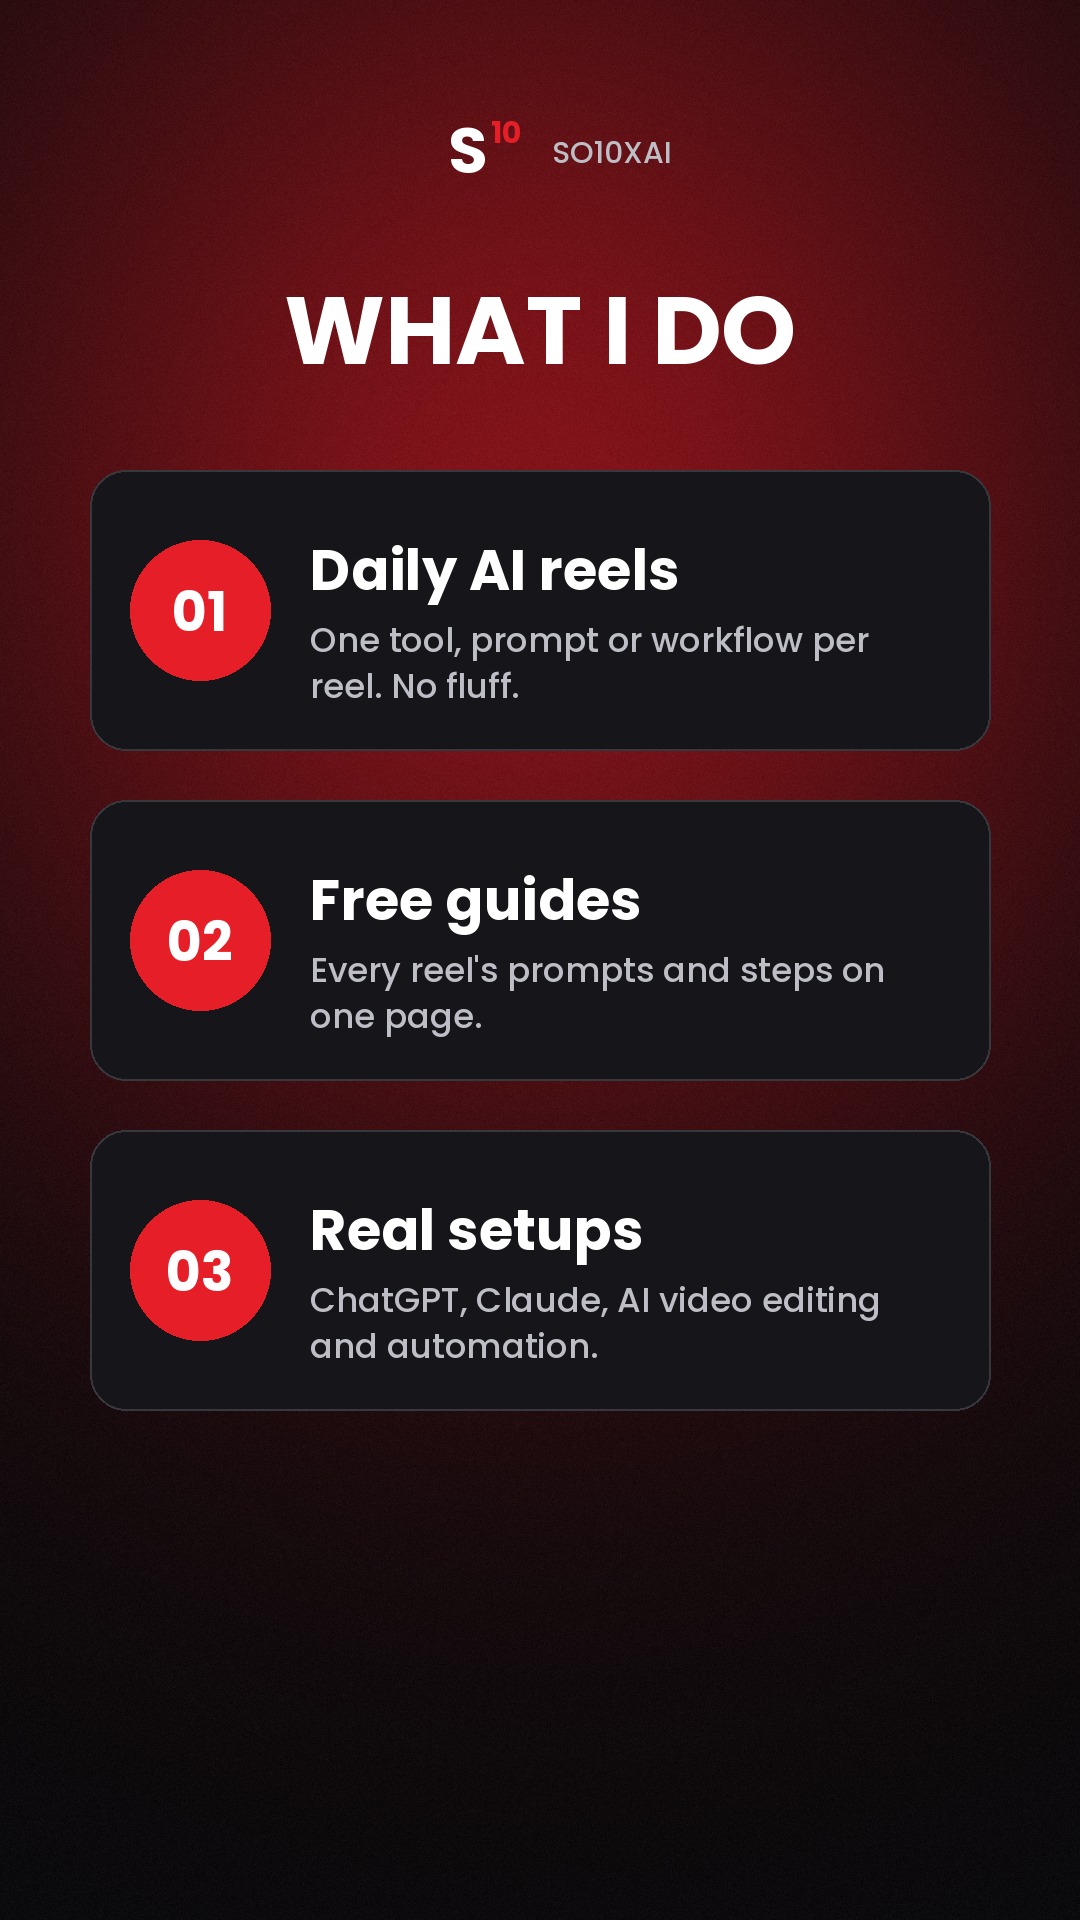 S10 SO10XAI
WHAT I DO
01
Daily AI reels
One tool, prompt or workflow per
reel. No fluff.
02
Free guides
Every reel's prompts and steps on
one page.
03
Real setups
ChatGPT, Claude, AI video editing
and automation.